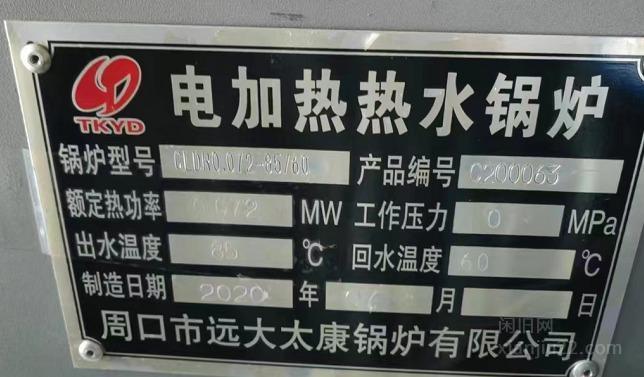 TKYD
电加热热水锅炉
锅炉型号 CLDR0.072-85/60 产品编号 C200063
额定热功率 0.072 MW 工作压力 0 MPa
出水温度 85 ℃ 回水温度 60 ℃
制造日期 2020 年 月 日
周口市远大太康锅炉有限公司
闲旧网